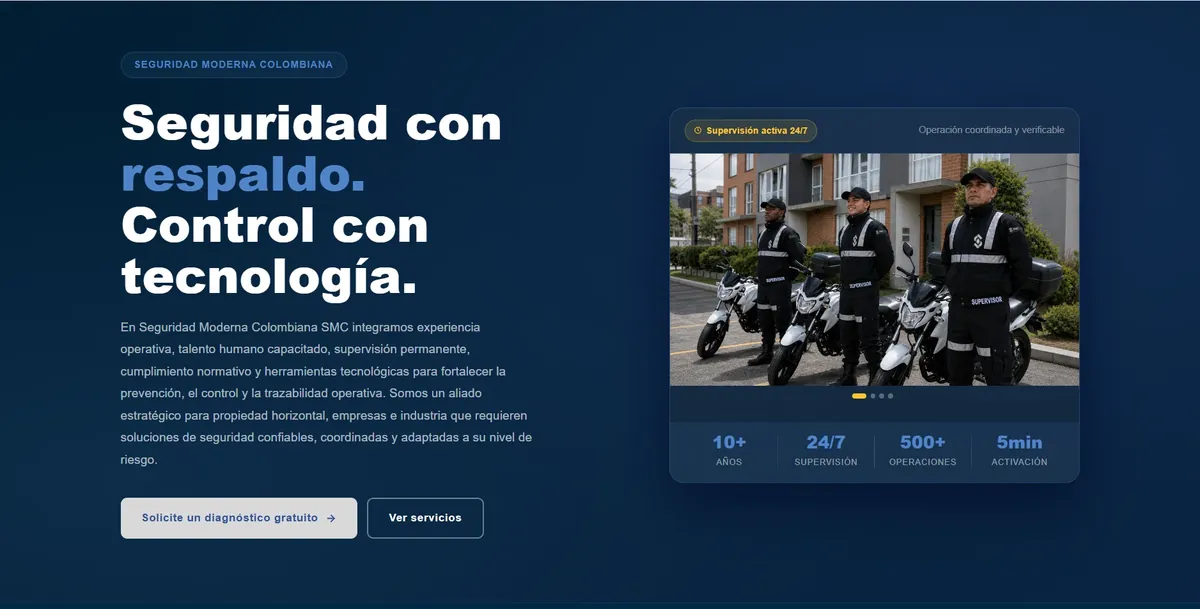 SEGURIDAD MODERNA COLOMBIANA
Seguridad con
respaldo.
Control con
tecnología.
En Seguridad Moderna Colombiana SMC integramos experiencia
operativa, talento humano capacitado, supervisión permanente,
cumplimiento normativo y herramientas tecnológicas para fortalecer la
prevención, el control y la trazabilidad operativa. Somos un aliado
estratégico para propiedad horizontal, empresas e industria que requieren
soluciones de seguridad confiables, coordinadas y adaptadas a su nivel de
riesgo.
Solicite un diagnóstico gratuito →
Ver servicios
Supervisión activa 24/7
Operación coordinada y verificable
SUPERVISOR
SUPERVISOR
SUPERVISOR
10+
AÑOS
24/7
SUPERVISIÓN
500+
OPERACIONES
5min
ACTIVACIÓN